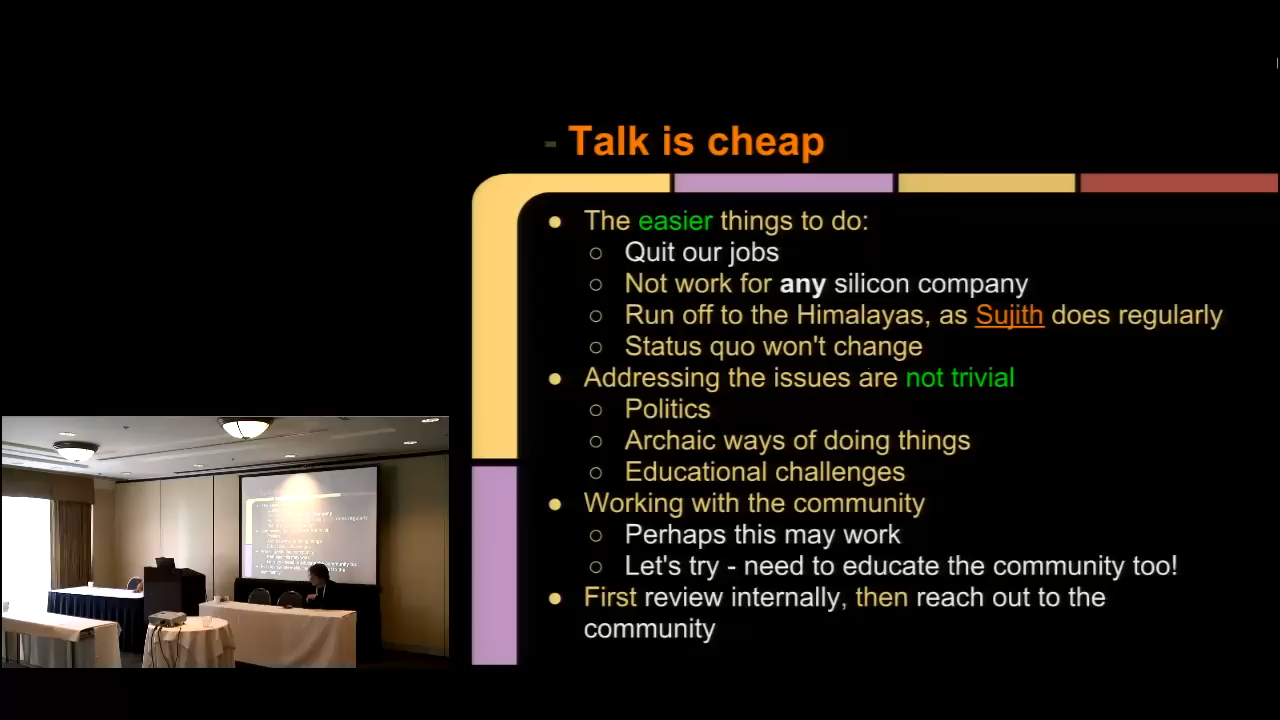 - Talk is cheap
● The easier things to do:
○ Quit our jobs
○ Not work for any silicon company
○ Run off to the Himalayas, as Sujith does regularly
○ Status quo won't change
● Addressing the issues are not trivial
○ Politics
○ Archaic ways of doing things
○ Educational challenges
● Working with the community
○ Perhaps this may work
○ Let's try - need to educate the community too!
● First review internally, then reach out to the
community